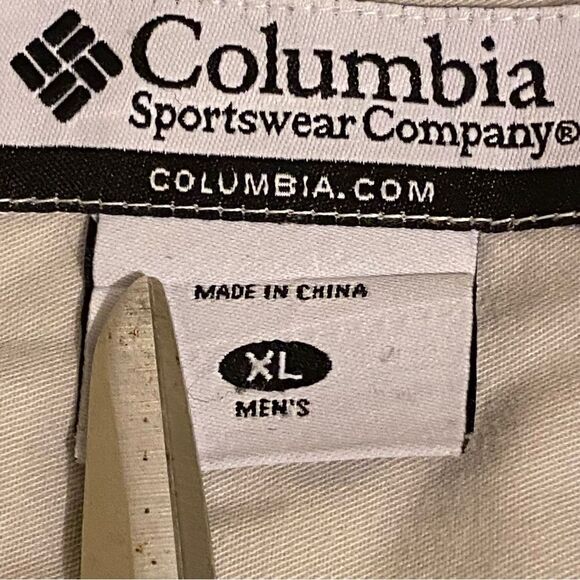 Columbia
Sportswear Company®
COLUMBIA.COM
MADE IN CHINA
XL
MEN'S